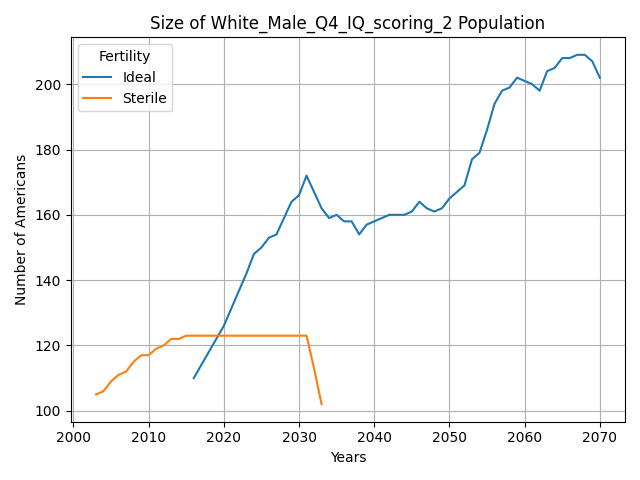 Size of White_Male_Q4_IQ_scoring_2 Population
Fertility
Ideal
Sterile
Number of Americans
200
180
160
140
120
100
2000 2010 2020 2030 2040 2050 2060 2070
Years